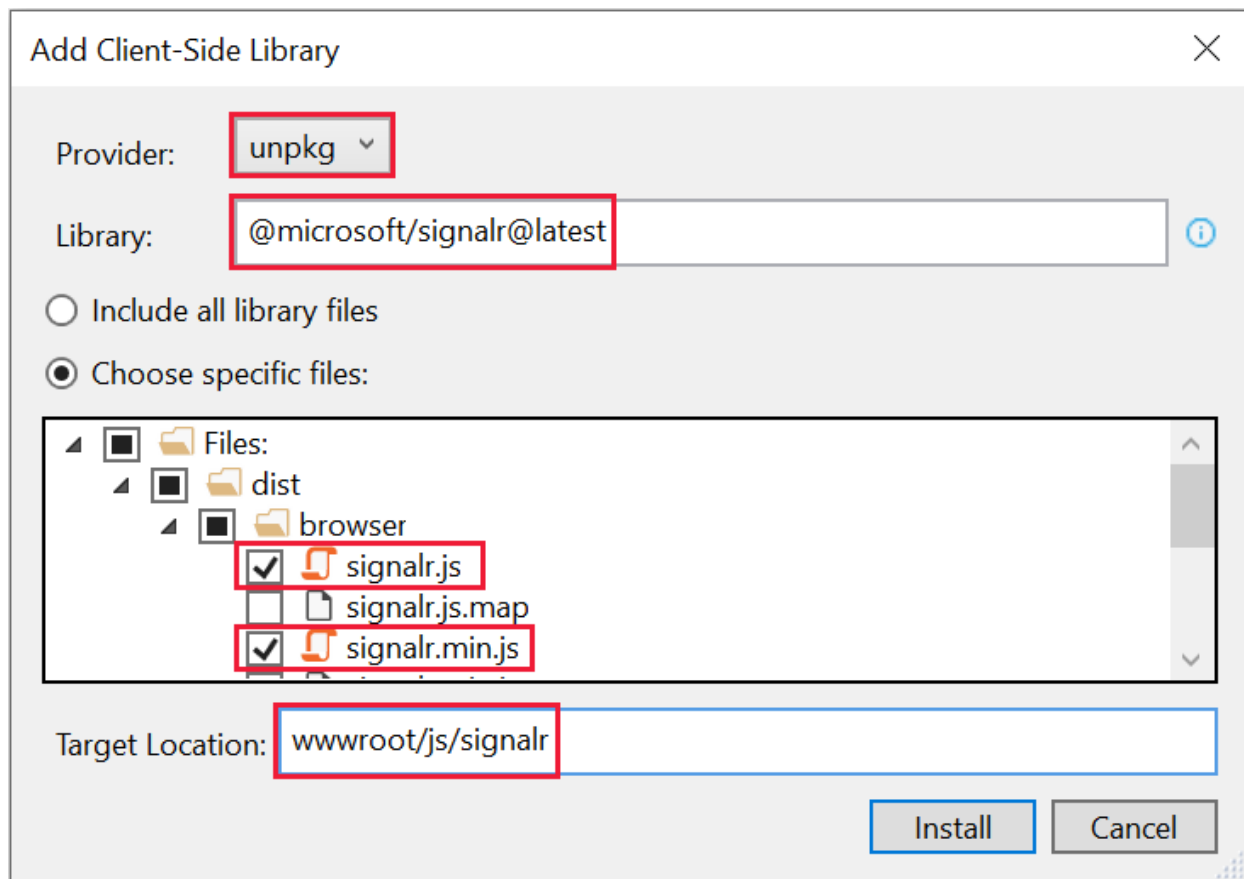 Add Client-Side Library
Provider: unpkg
Library: @microsoft/signalr@latest
Include all library files
Choose specific files:
Files:
dist
browser
signalr.js
signalr.js.map
signalr.min.js
Target Location: wwwroot/js/signalr
Install Cancel